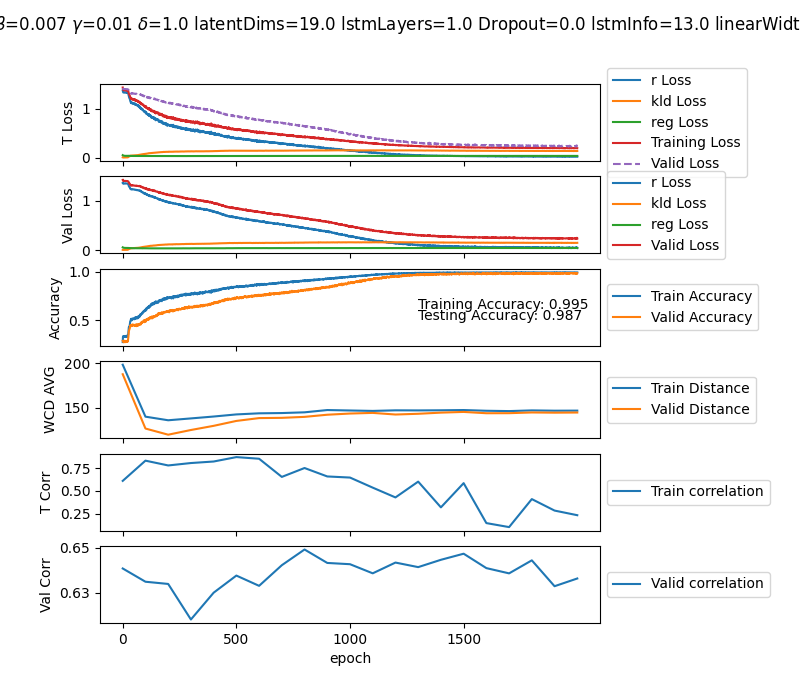 =0.007 γ=0.01 δ=1.0 latentDims=19.0 lstmLayers=1.0 Dropout=0.0 lstmInfo=13.0 linearWidt
T Loss
1
0
r Loss
kld Loss
reg Loss
Training Loss
Valid Loss
Val Loss
1
0
r Loss
kld Loss
reg Loss
Valid Loss
Accuracy
1.0
0.5
Training Accuracy: 0.995
Testing Accuracy: 0.987
Train Accuracy
Valid Accuracy
WCD AVG
200
150
Train Distance
Valid Distance
T Corr
0.75
0.50
0.25
Train correlation
Val Corr
0.65
0.63
Valid correlation
0 500 1000 1500
epoch